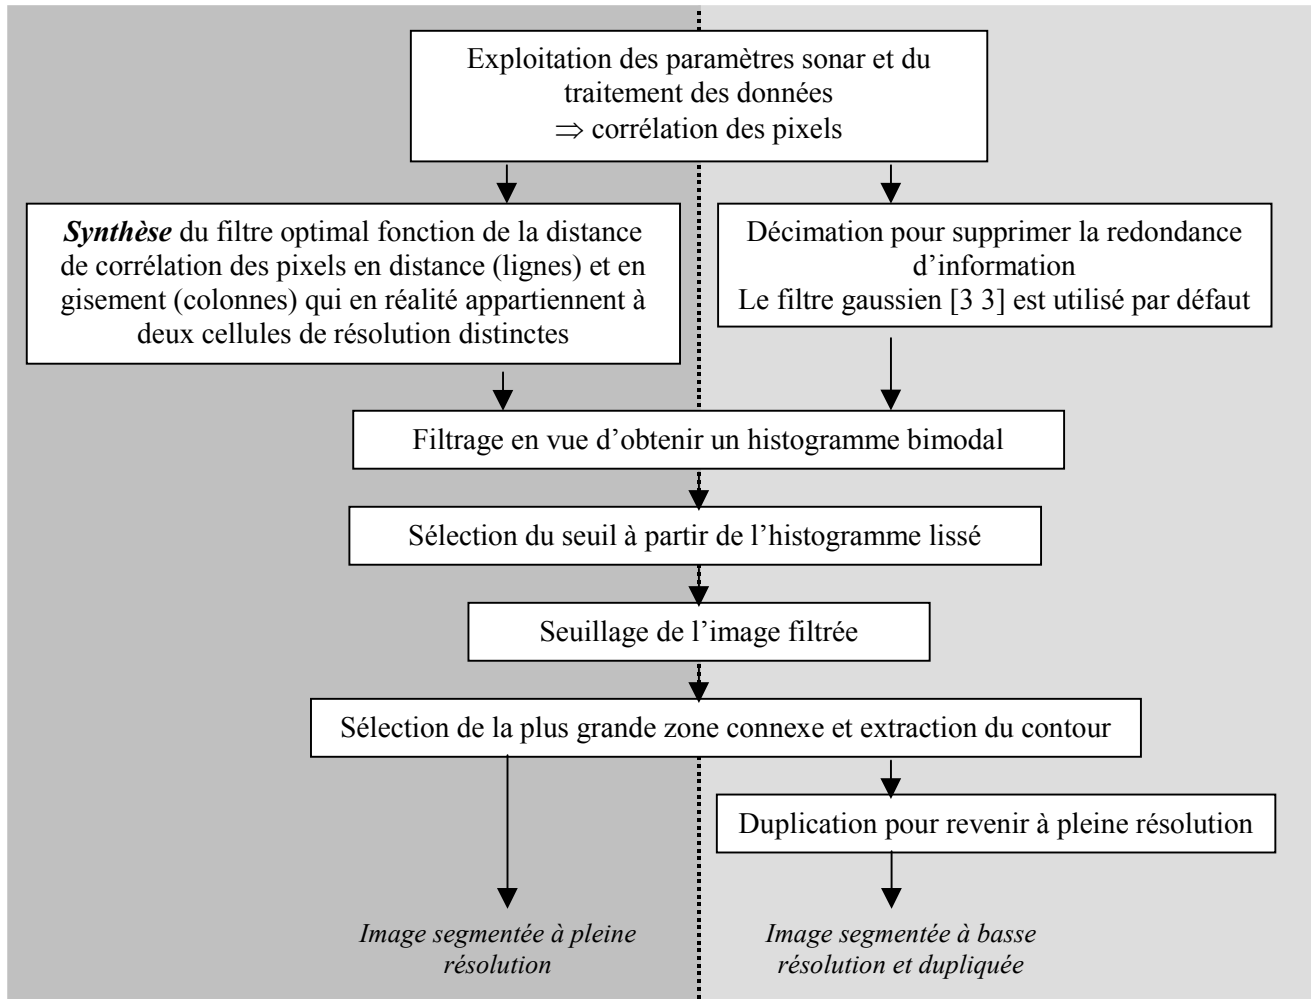 Exploitation des paramètres sonar et du
traitement des données
⇒ corrélation des pixels
Synthèse du filtre optimal fonction de la distance
de corrélation des pixels en distance (lignes) et en
gisement (colonnes) qui en réalité appartiennent à
deux cellules de résolution distinctes
Décimation pour supprimer la redondance
d’information
Le filtre gaussien [3 3] est utilisé par défaut
Filtrage en vue d’obtenir un histogramme bimodal
Sélection du seuil à partir de l’histogramme lissé
Seuillage de l’image filtrée
Sélection de la plus grande zone connexe et extraction du contour
Duplication pour revenir à pleine résolution
Image segmentée à pleine
résolution
Image segmentée à basse
résolution et dupliquée